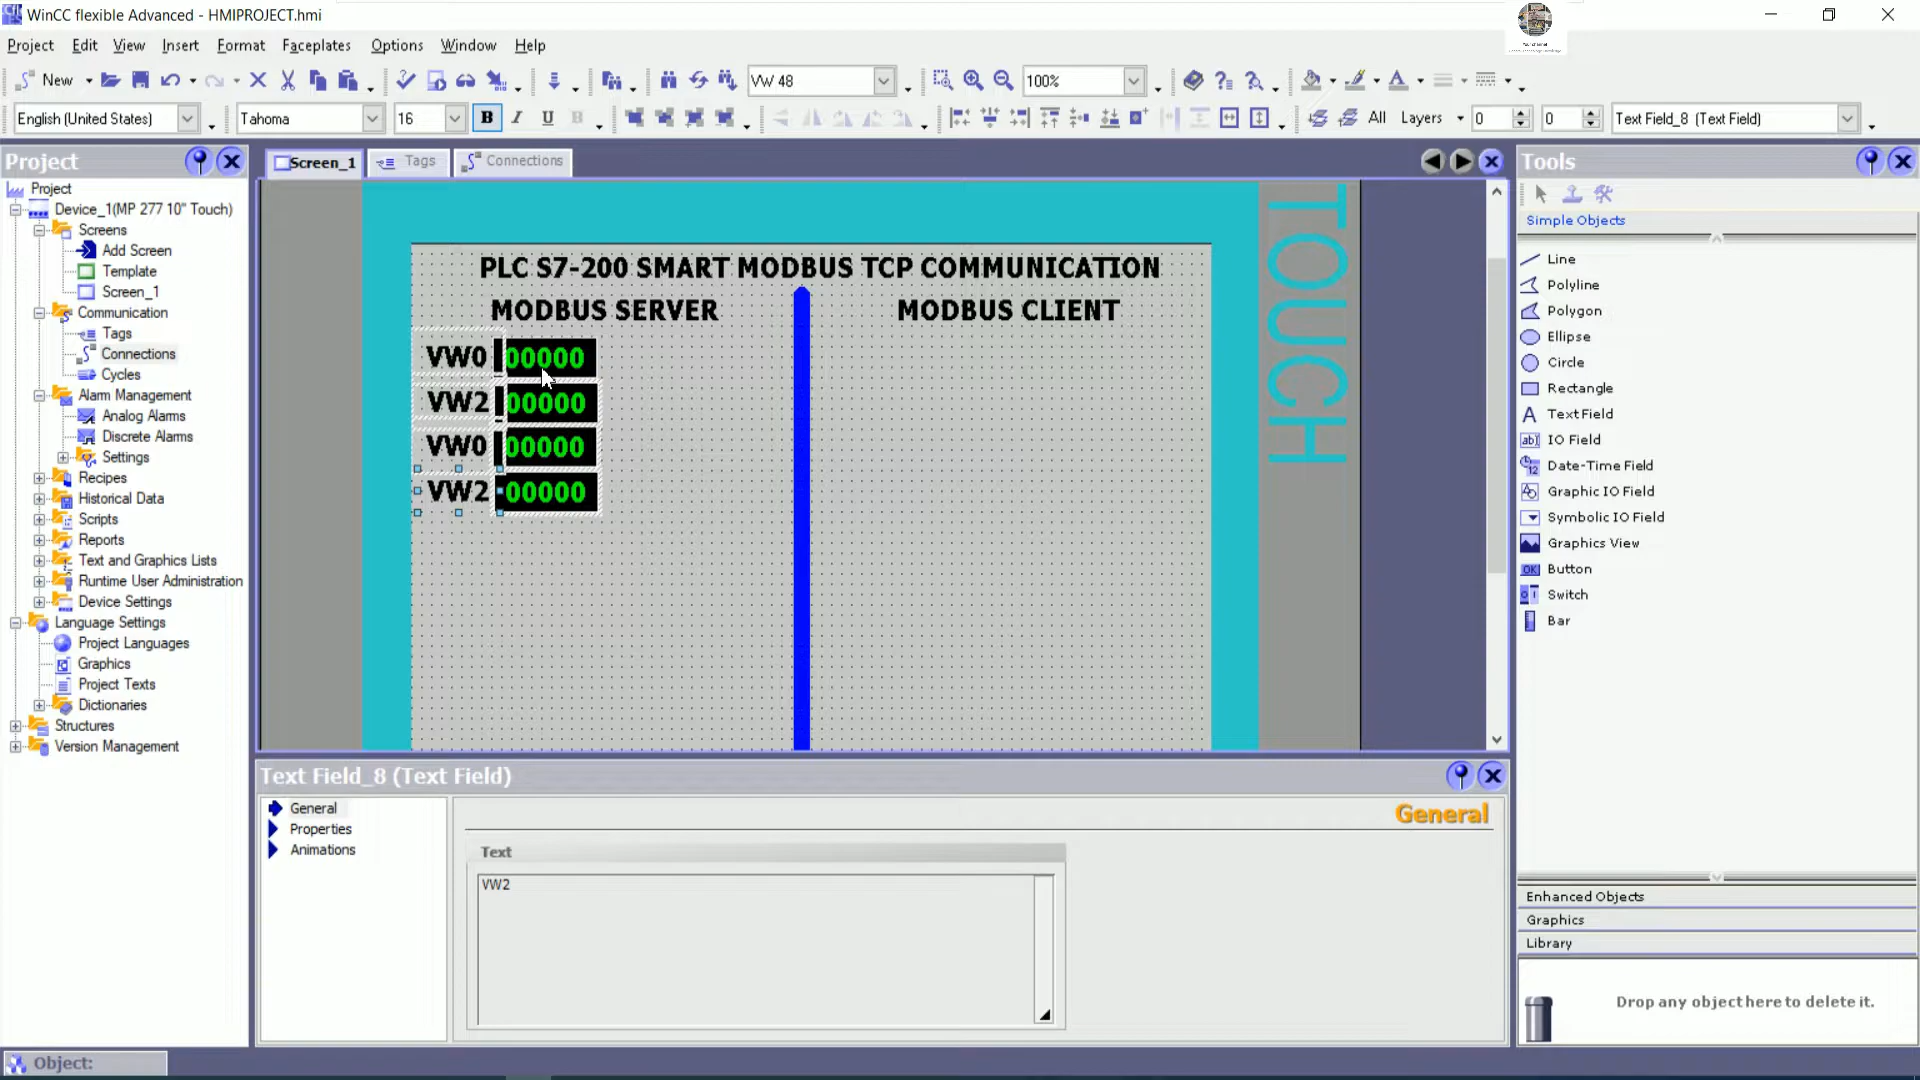 WinCC flexible Advanced - HMIPROJECT.hmi
Project Edit View Insert Format Faceplates Options Window Help
New VW 48 100%
English (United States) Tahoma 16 B I U B All Layers 0 0 Text Field_8 (Text Field)
Project
Screen_1 Tags Connections
Tools
Project
Device_1(MP 277 10" Touch)
Screens
Add Screen
Template
Screen_1
Communication
Tags
Connections
Cycles
Alarm Management
Analog Alarms
Discrete Alarms
Settings
Recipes
Historical Data
Scripts
Reports
Text and Graphics Lists
Runtime User Administration
Device Settings
Language Settings
Project Languages
Graphics
Project Texts
Dictionaries
Structures
Version Management
PLC S7-200 SMART MODBUS TCP COMMUNICATION
MODBUS SERVER MODBUS CLIENT
VW0 00000
VW2 00000
VW0 00000
VW2 00000
TOUCH
Simple Objects
Line
Polyline
Polygon
Ellipse
Circle
Rectangle
Text Field
IO Field
Date-Time Field
Graphic IO Field
Symbolic IO Field
Graphics View
Button
Switch
Bar
Enhanced Objects
Graphics
Library
Drop any object here to delete it.
Text Field_8 (Text Field)
General
Properties
Animations
General
Text
VW2
Object: